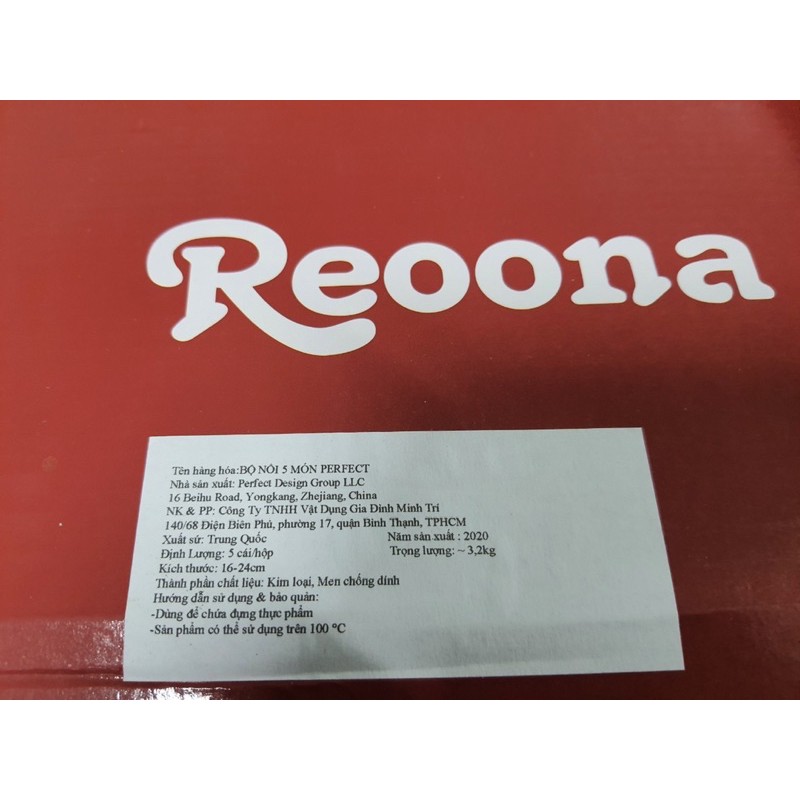 Reoona
Tên hàng hóa:BỘ NỒI 5 MÓN PERFECT
Nhà sản xuất: Perfect Design Group LLC
16 Beihu Road, Yongkang, Zhejiang, China
NK & PP: Công Ty TNHH Vật Dụng Gia Đình Minh Trí
140/68 Điện Biên Phủ, phường 17, quận Bình Thạnh, TPHCM
Xuất sứ: Trung Quốc Năm sản xuất : 2020
Định Lượng: 5 cái/hộp Trọng lượng: ~ 3,2kg
Kích thước: 16-24cm
Thành phần chất liệu: Kim loại, Men chống dính
Hướng dẫn sử dụng & bảo quản:
-Dùng để chứa đựng thực phẩm
-Sản phẩm có thể sử dụng trên 100 °C